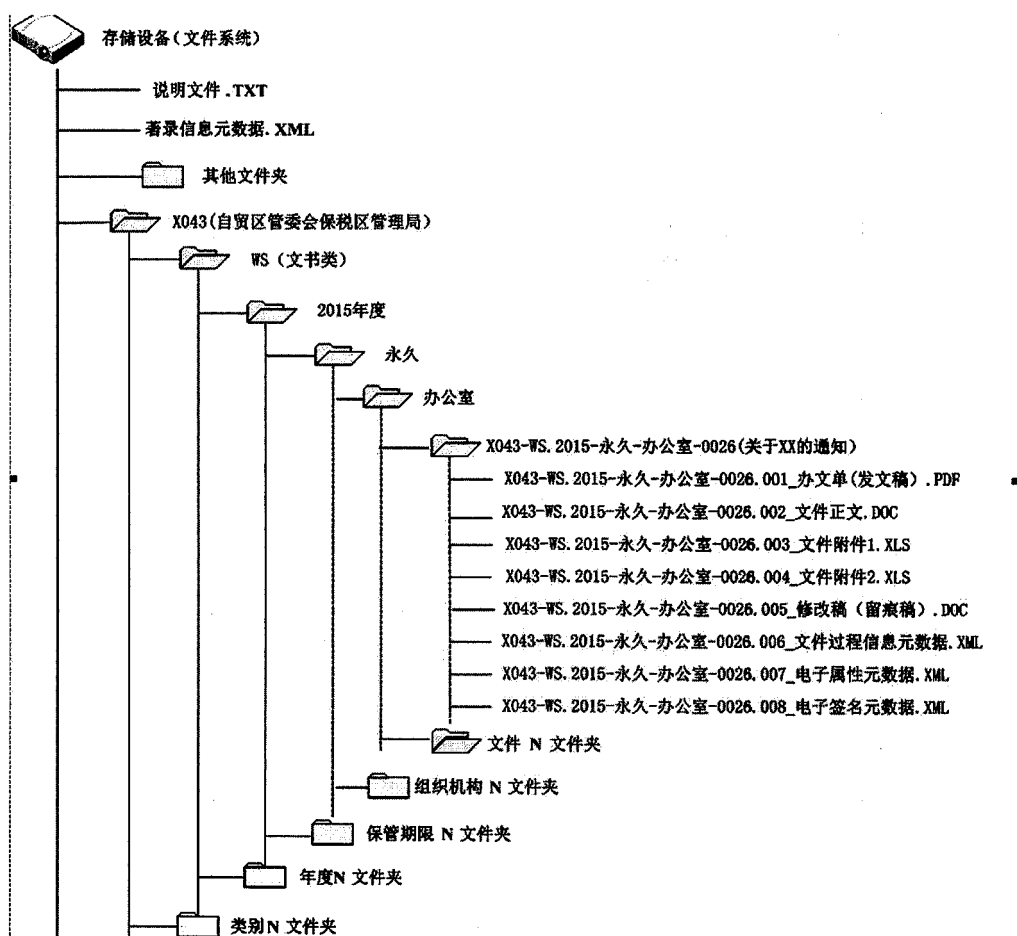 存储设备(文件系统)
说明文件.TXT
著录信息元数据.XML
其他文件夹
X043(自贸区管委会保税区管理局)
WS(文书类)
2015年度
永久
办公室
X043-WS.2015-永久-办公室-0026(关于XX的通知)
X043-WS.2015-永久-办公室-0026.001_办文单(发文稿).PDF
X043-WS.2015-永久-办公室-0026.002_文件正文.DOC
X043-WS.2015-永久-办公室-0026.003_文件附件1.XLS
X043-WS.2015-永久-办公室-0026.004_文件附件2.XLS
X043-WS.2015-永久-办公室-0026.005_修改稿(留痕稿).DOC
X043-WS.2015-永久-办公室-0026.006_文件过程信息元数据.XML
X043-WS.2015-永久-办公室-0026.007_电子属性元数据.XML
X043-WS.2015-永久-办公室-0026.008_电子签名元数据.XML
文件 N 文件夹
组织机构 N 文件夹
保管期限 N 文件夹
年度N 文件夹
类别N 文件夹